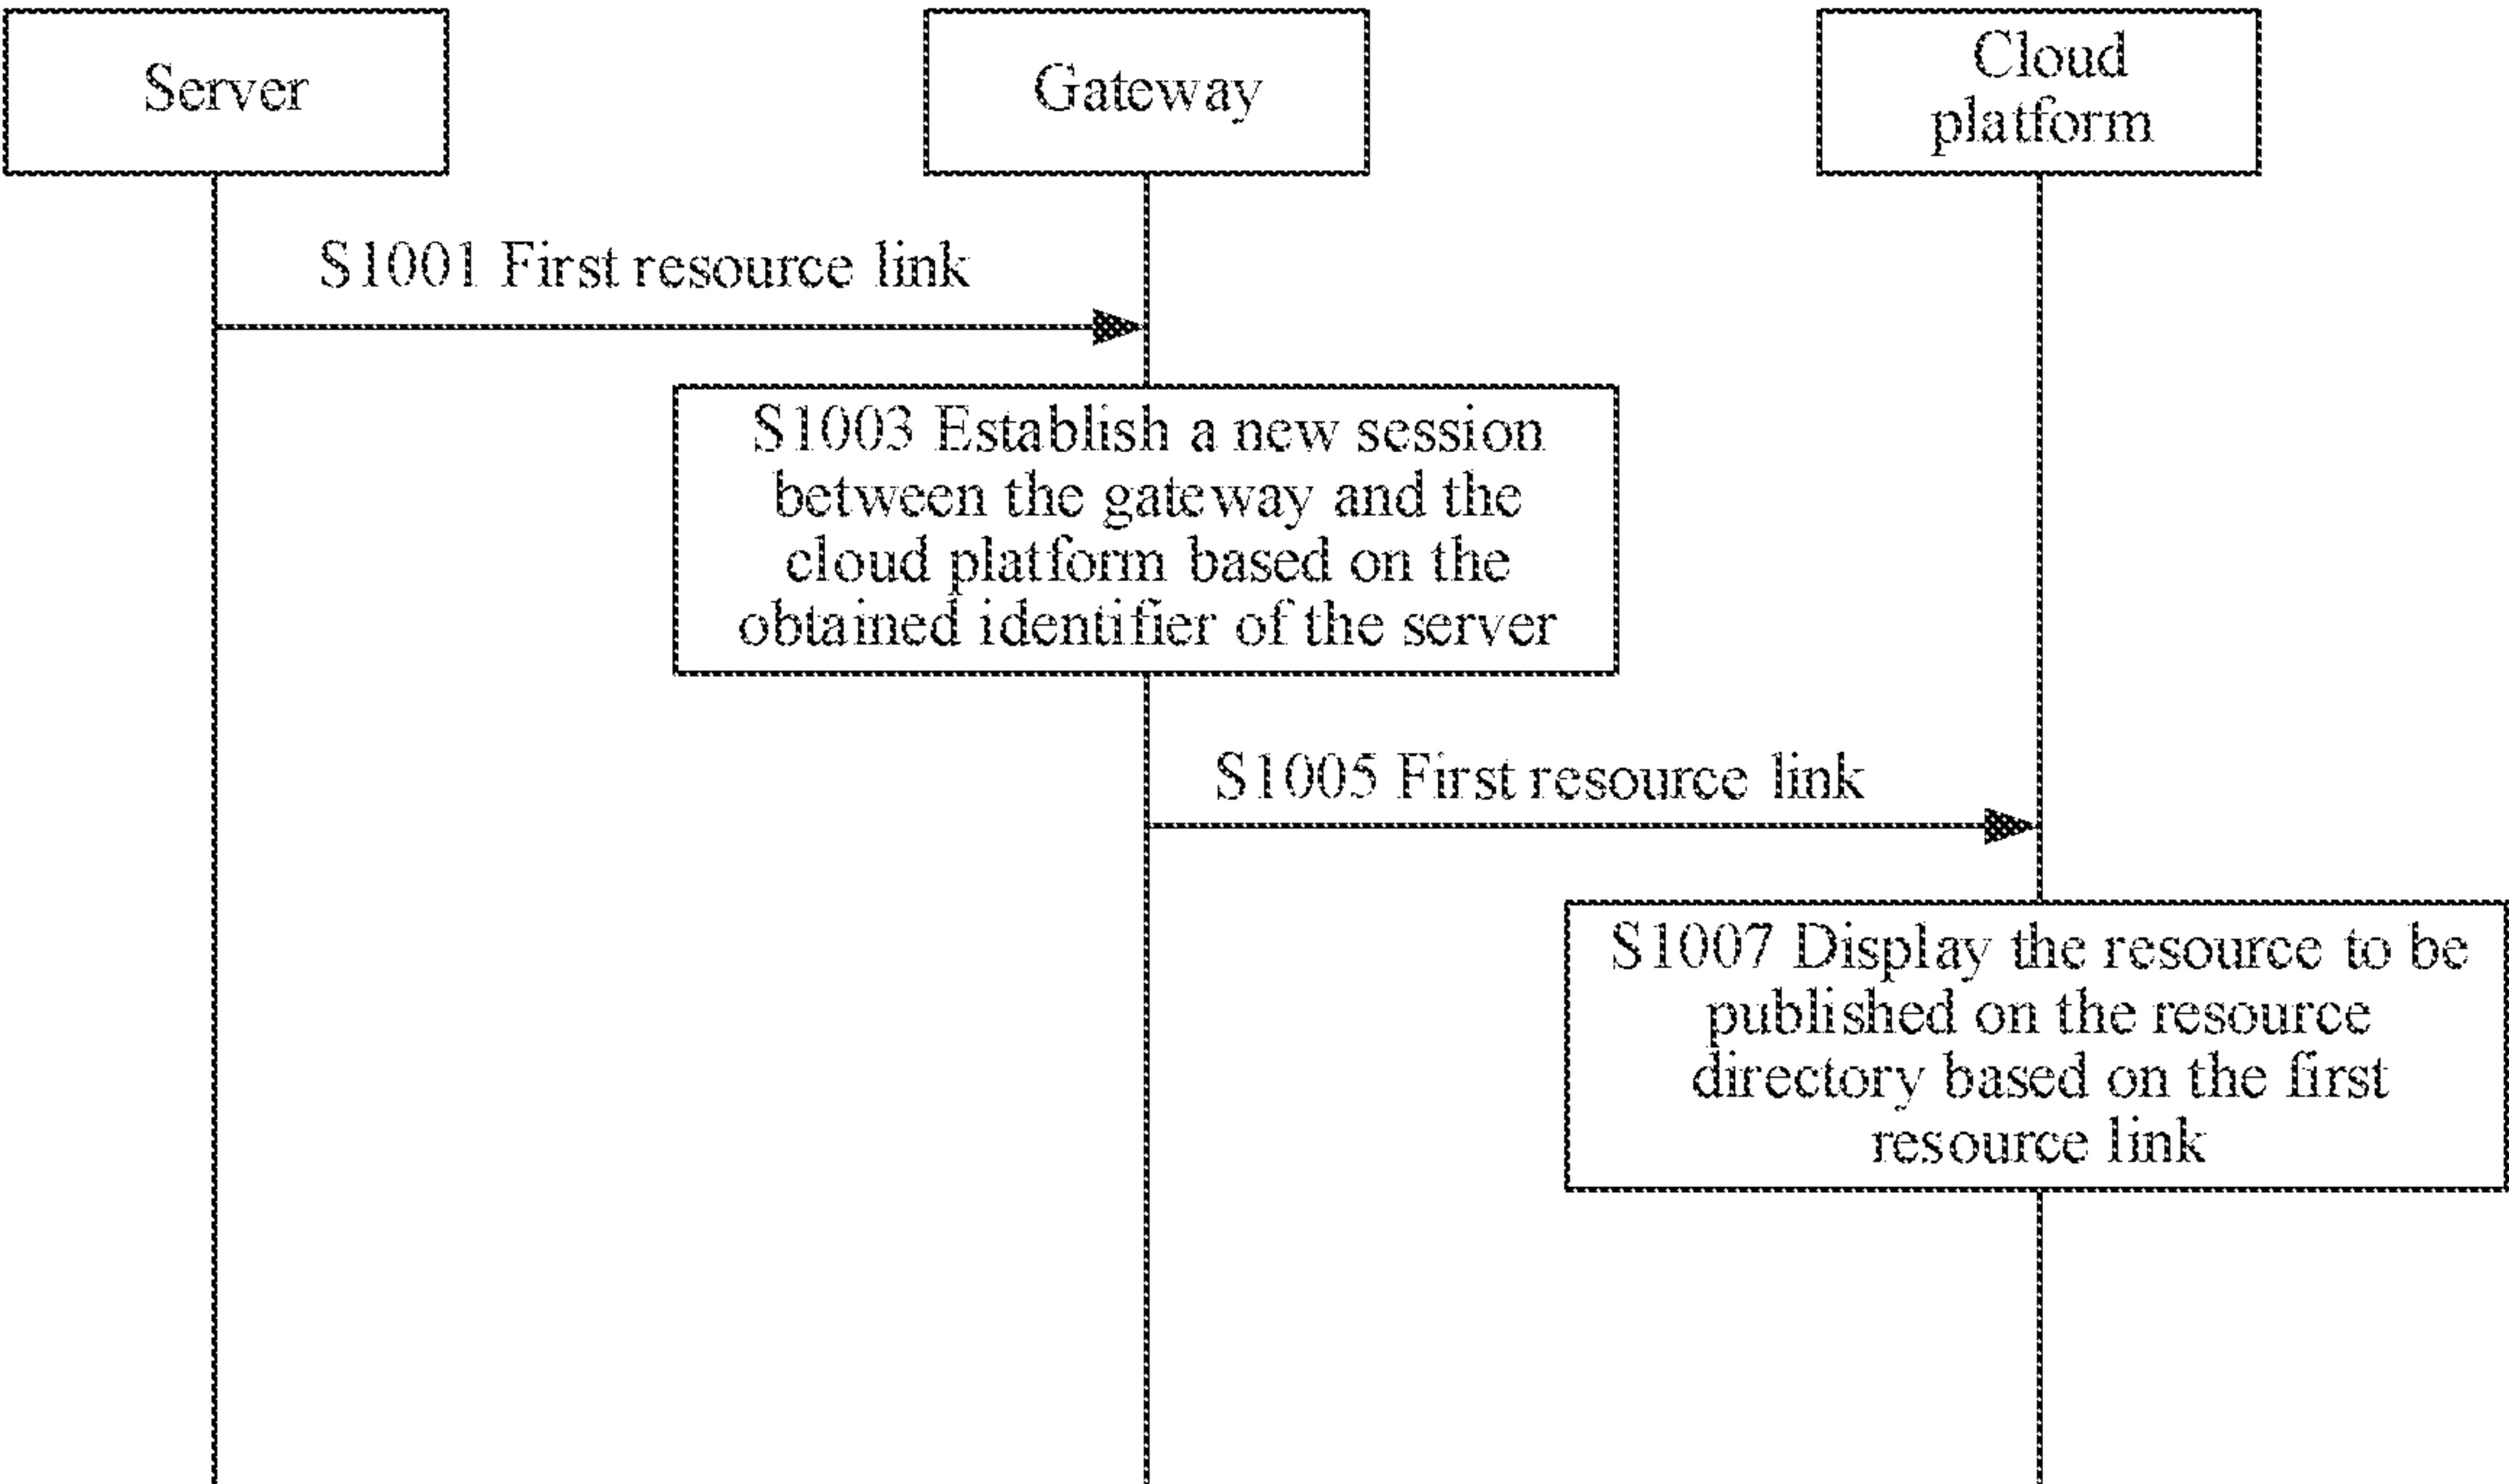 Server
Gateway
Cloud
platform
S1001 First resource link
S1003 Establish a new session
between the gateway and the
cloud platform based on the
obtained identifier of the server
S1005 First resource link
S1007 Display the resource to be
published on the resource
directory based on the first
resource link